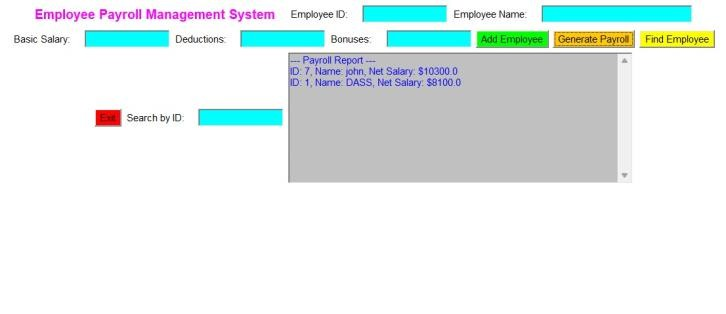 Employee Payroll Management System Employee ID: Employee Name:
Basic Salary: Deductions: Bonuses: Add Employee Generate Payroll Find Employee
--- Payroll Report ---
ID: 7, Name: john, Net Salary: $10300.0
ID: 1, Name: DASS, Net Salary: $8100.0
Exit Search by ID: